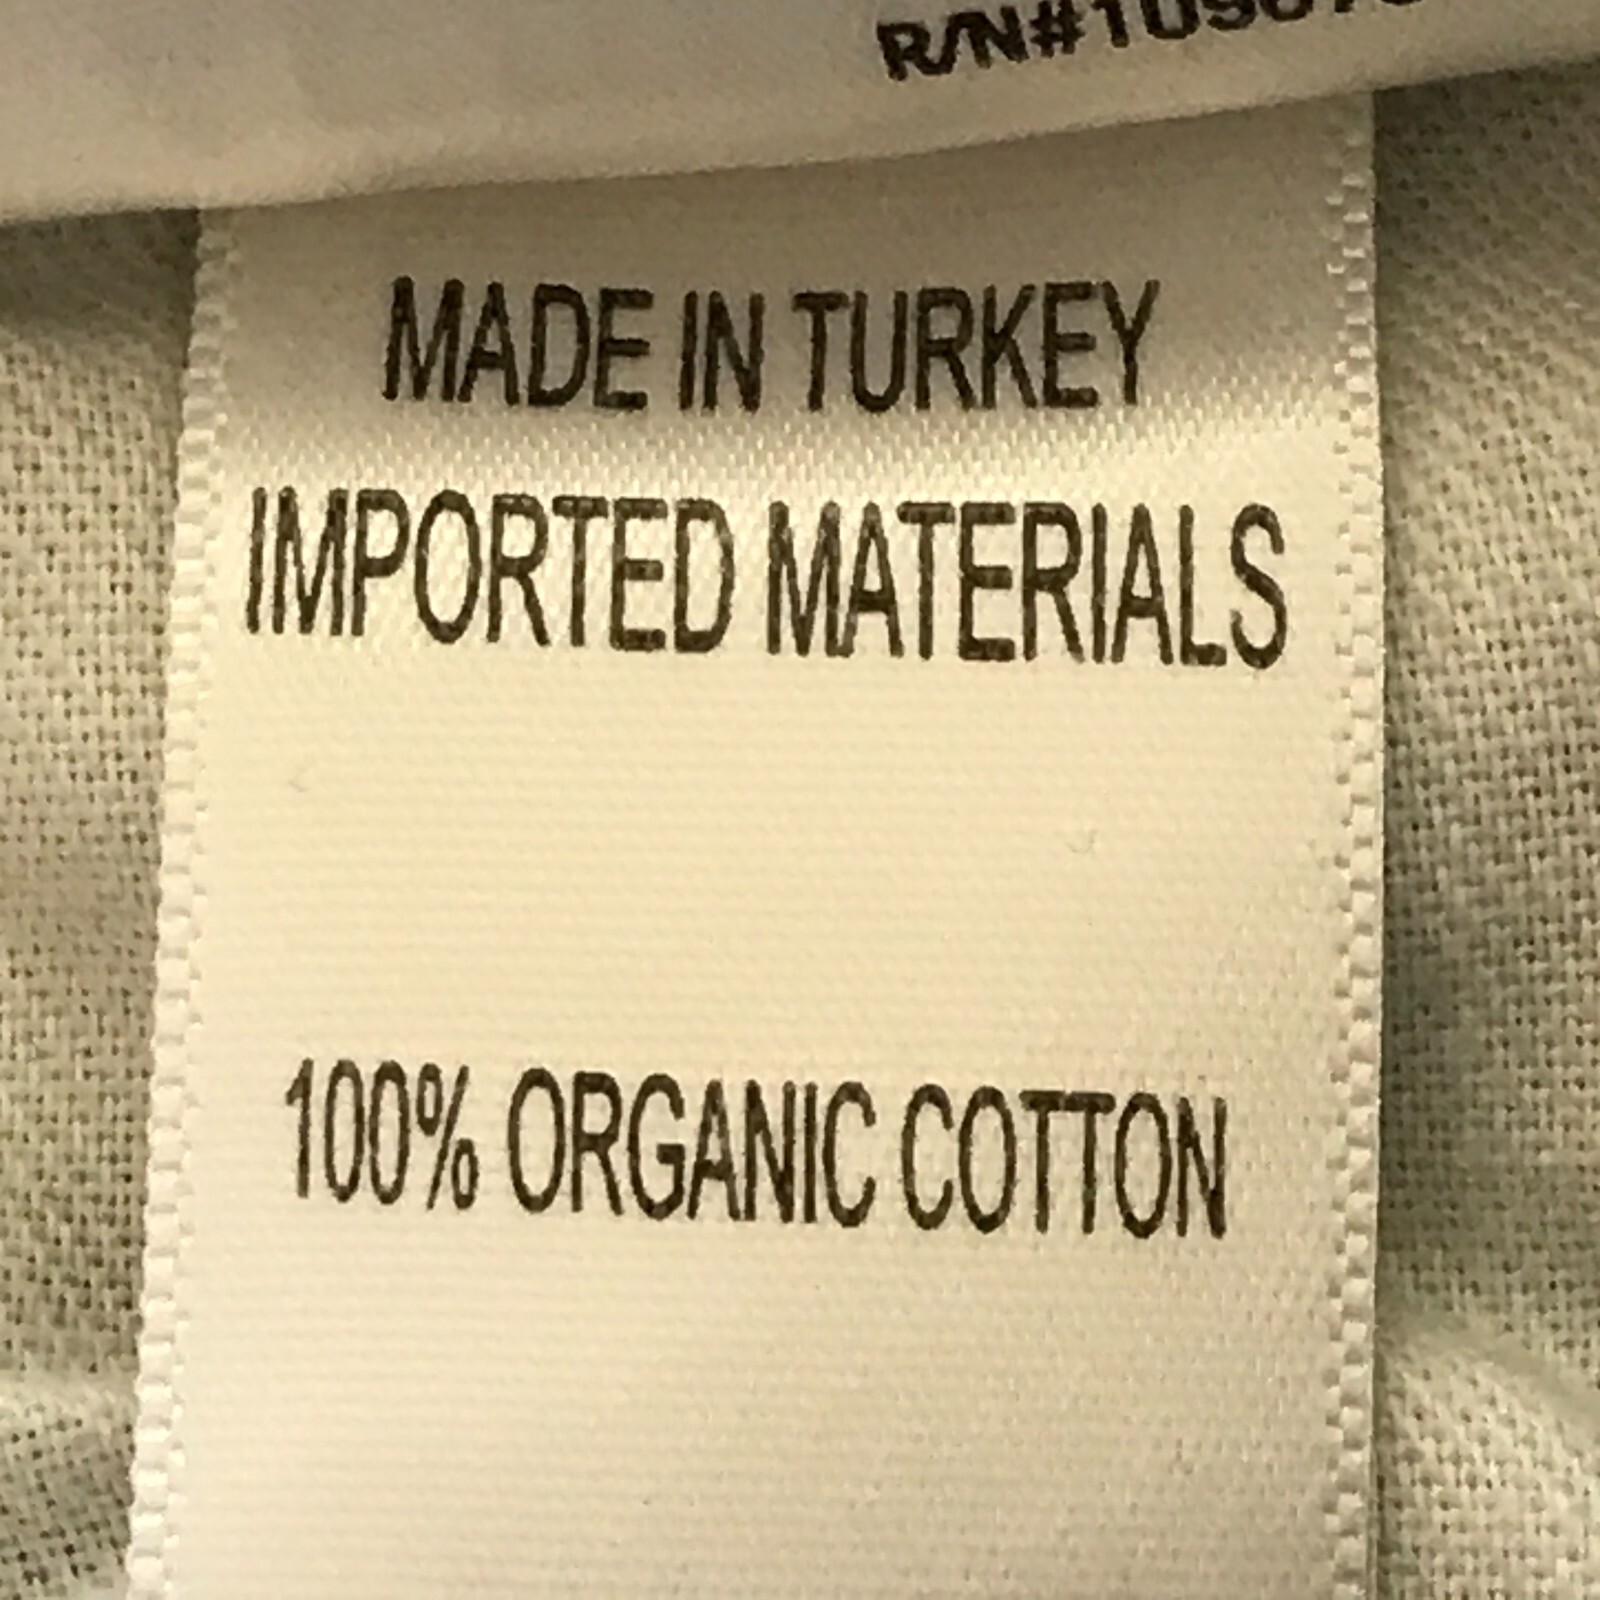 MADE IN TURKEY
IMPORTED MATERIALS
100% ORGANIC COTTON